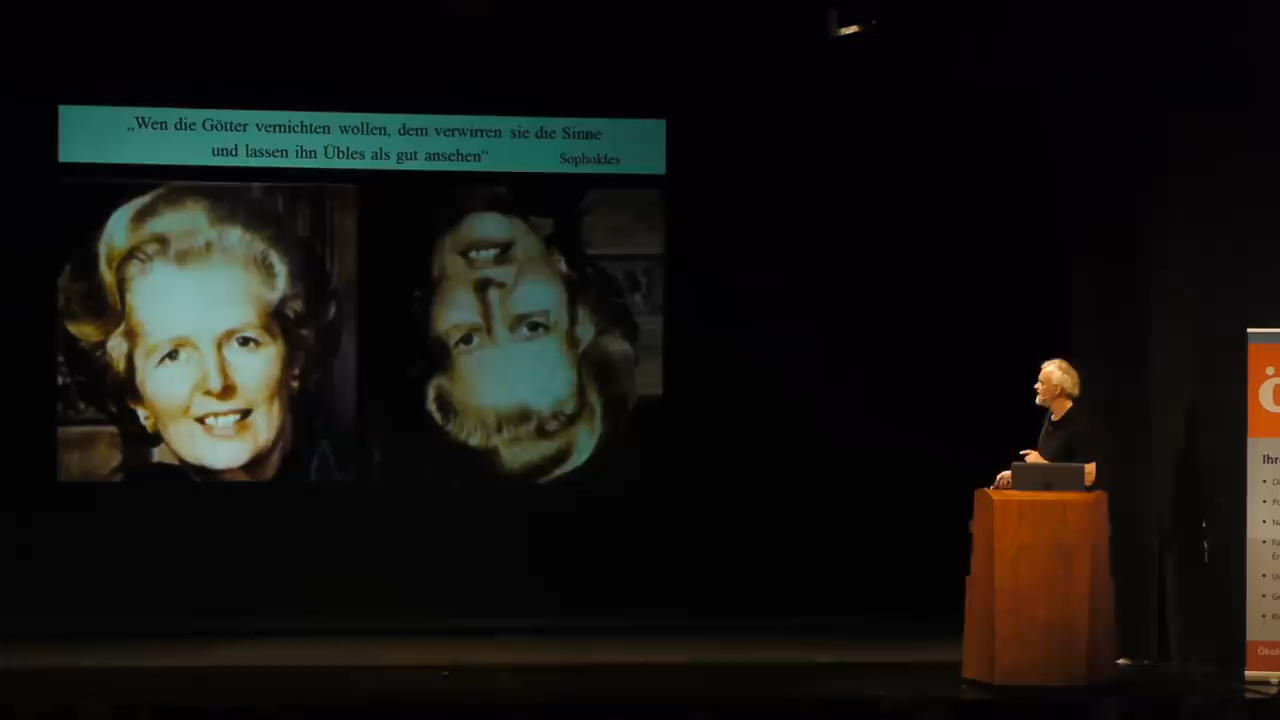 „Wen die Götter vernichten wollen, dem verwirren sie die Sinne
und lassen ihn Übles als gut ansehen“
Sophokles